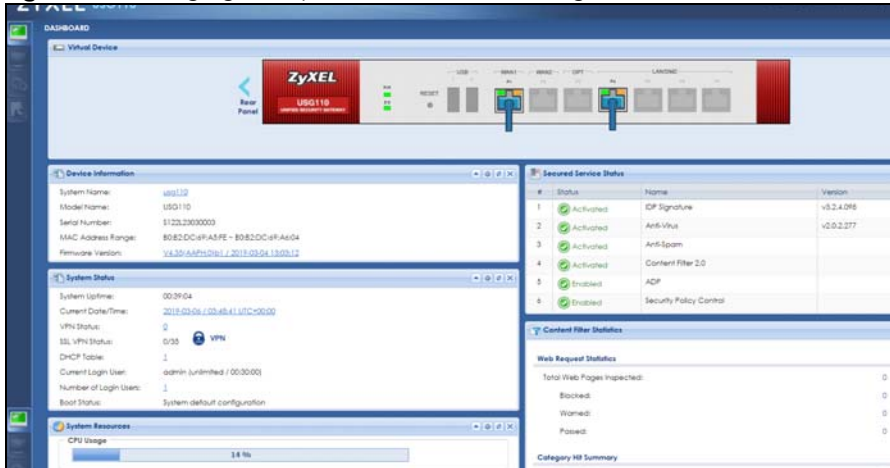 ZYXEL USG110
DASHBOARD
Virtual Device
Rear Panel
ZyXEL
USG110
UNIFIED SECURITY GATEWAY
RESET
USB
WAN1
WAN2
OPT
LAN/DMZ
Device Information
System Name: usg110
Model Name: USG110
Serial Number: S122L23030003
MAC Address Range: B0:B2:DC:69:A5:FE ~ B0:B2:DC:69:A6:04
Firmware Version: V4.35(AAPH.0)b1 / 2019-03-04 15:03:12
System Status
System Uptime: 00:39:04
Current Date/Time: 2019-03-06 / 03:45:41 UTC+00:00
VPN Status: 0
SSL VPN Status: 0/35 VPN
DHCP Table: 1
Current Login User: admin (unlimited / 00:30:00)
Number of Login Users: 1
Boot Status: System default configuration
System Resources
CPU Usage
14 %
Secured Service Status
# Status Name Version
1 Activated IDP Signature v3.2.4.098
2 Activated Anti-Virus v2.0.2.277
3 Activated Anti-Spam
4 Activated Content Filter 2.0
5 Enabled ADP
6 Enabled Security Policy Control
Content Filter Statistics
Web Request Statistics
Total Web Pages Inspected: 0
Blocked: 0
Warned: 0
Passed: 0
Category Hit Summary